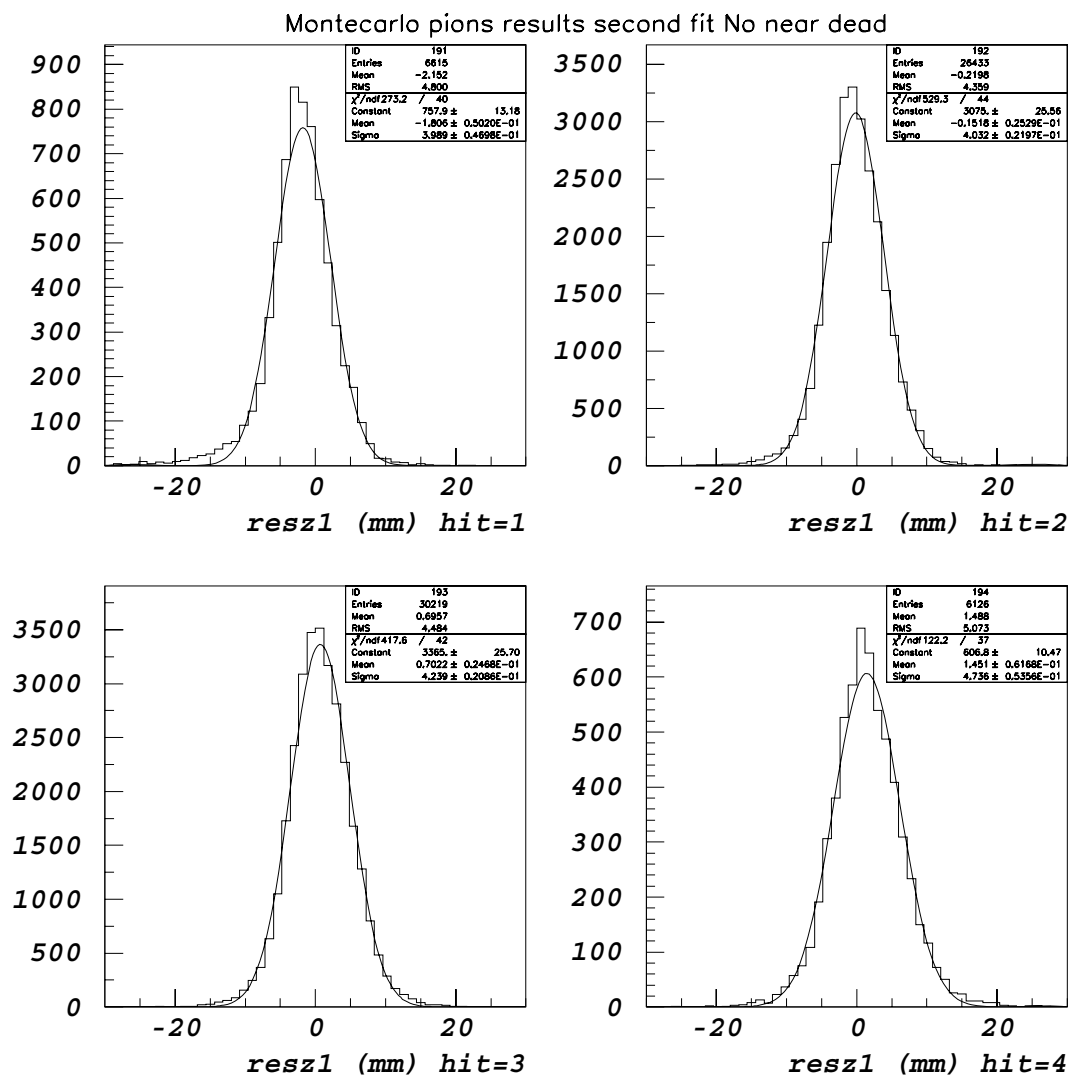 Montecarlo pions results second fit No near dead
ID 191
Entries 6615
Mean -2.152
RMS 4.800
χ²/ndf 273.2 / 40
Constant 757.9 ± 13.18
Mean -1.806 ± 0.5020E-01
Sigma 3.989 ± 0.4698E-01
900
800
700
600
500
400
300
200
100
0
-20 0 20
resz1 (mm) hit=1
ID 192
Entries 26433
Mean -0.2198
RMS 4.359
χ²/ndf 529.3 / 44
Constant 3075. ± 25.56
Mean -0.1518 ± 0.2529E-01
Sigma 4.032 ± 0.2197E-01
3500
3000
2500
2000
1500
1000
500
0
-20 0 20
resz1 (mm) hit=2
ID 193
Entries 30219
Mean 0.6957
RMS 4.484
χ²/ndf 417.6 / 42
Constant 3365. ± 25.70
Mean 0.7022 ± 0.2468E-01
Sigma 4.239 ± 0.2086E-01
3500
3000
2500
2000
1500
1000
500
0
-20 0 20
resz1 (mm) hit=3
ID 194
Entries 6126
Mean 1.488
RMS 5.073
χ²/ndf 122.2 / 37
Constant 606.8 ± 10.47
Mean 1.451 ± 0.6168E-01
Sigma 4.736 ± 0.5356E-01
700
600
500
400
300
200
100
0
-20 0 20
resz1 (mm) hit=4